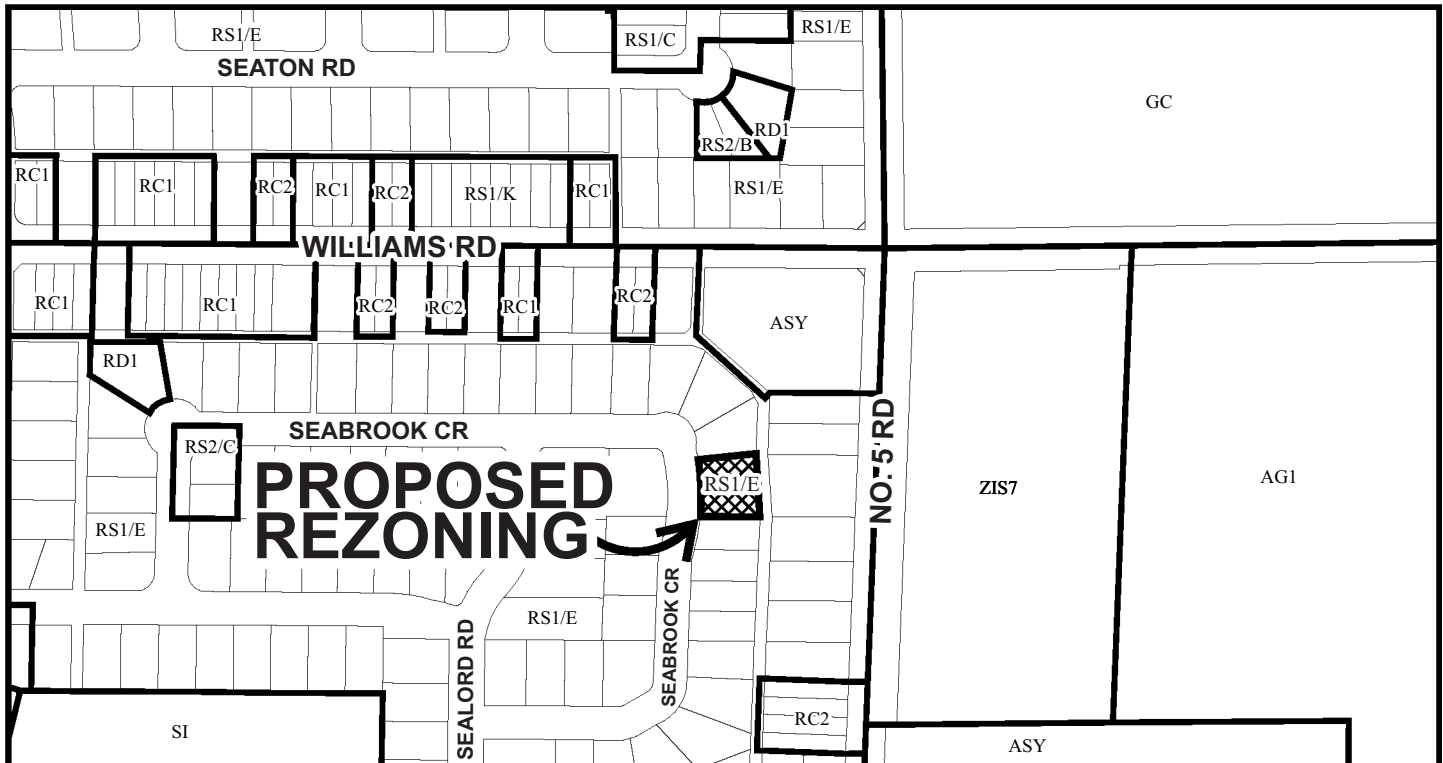 RS1/E
RS1/C
RS1/E
SEATON RD
GC
RD1
RS2/B
RC1
RC1
RC2
RC1
RC2
RS1/K
RC1
RS1/E
WILLIAMS RD
RC1
RC1
RC2
RC2
RC1
RC2
ASY
RD1
SEABROOK CR
RS2/C
NO. 5 RD
PROPOSED
REZONING
RS1/E
ZIS7
AG1
RS1/E
RS1/E
SEABROOK CR
SEALORD RD
RC2
SI
ASY